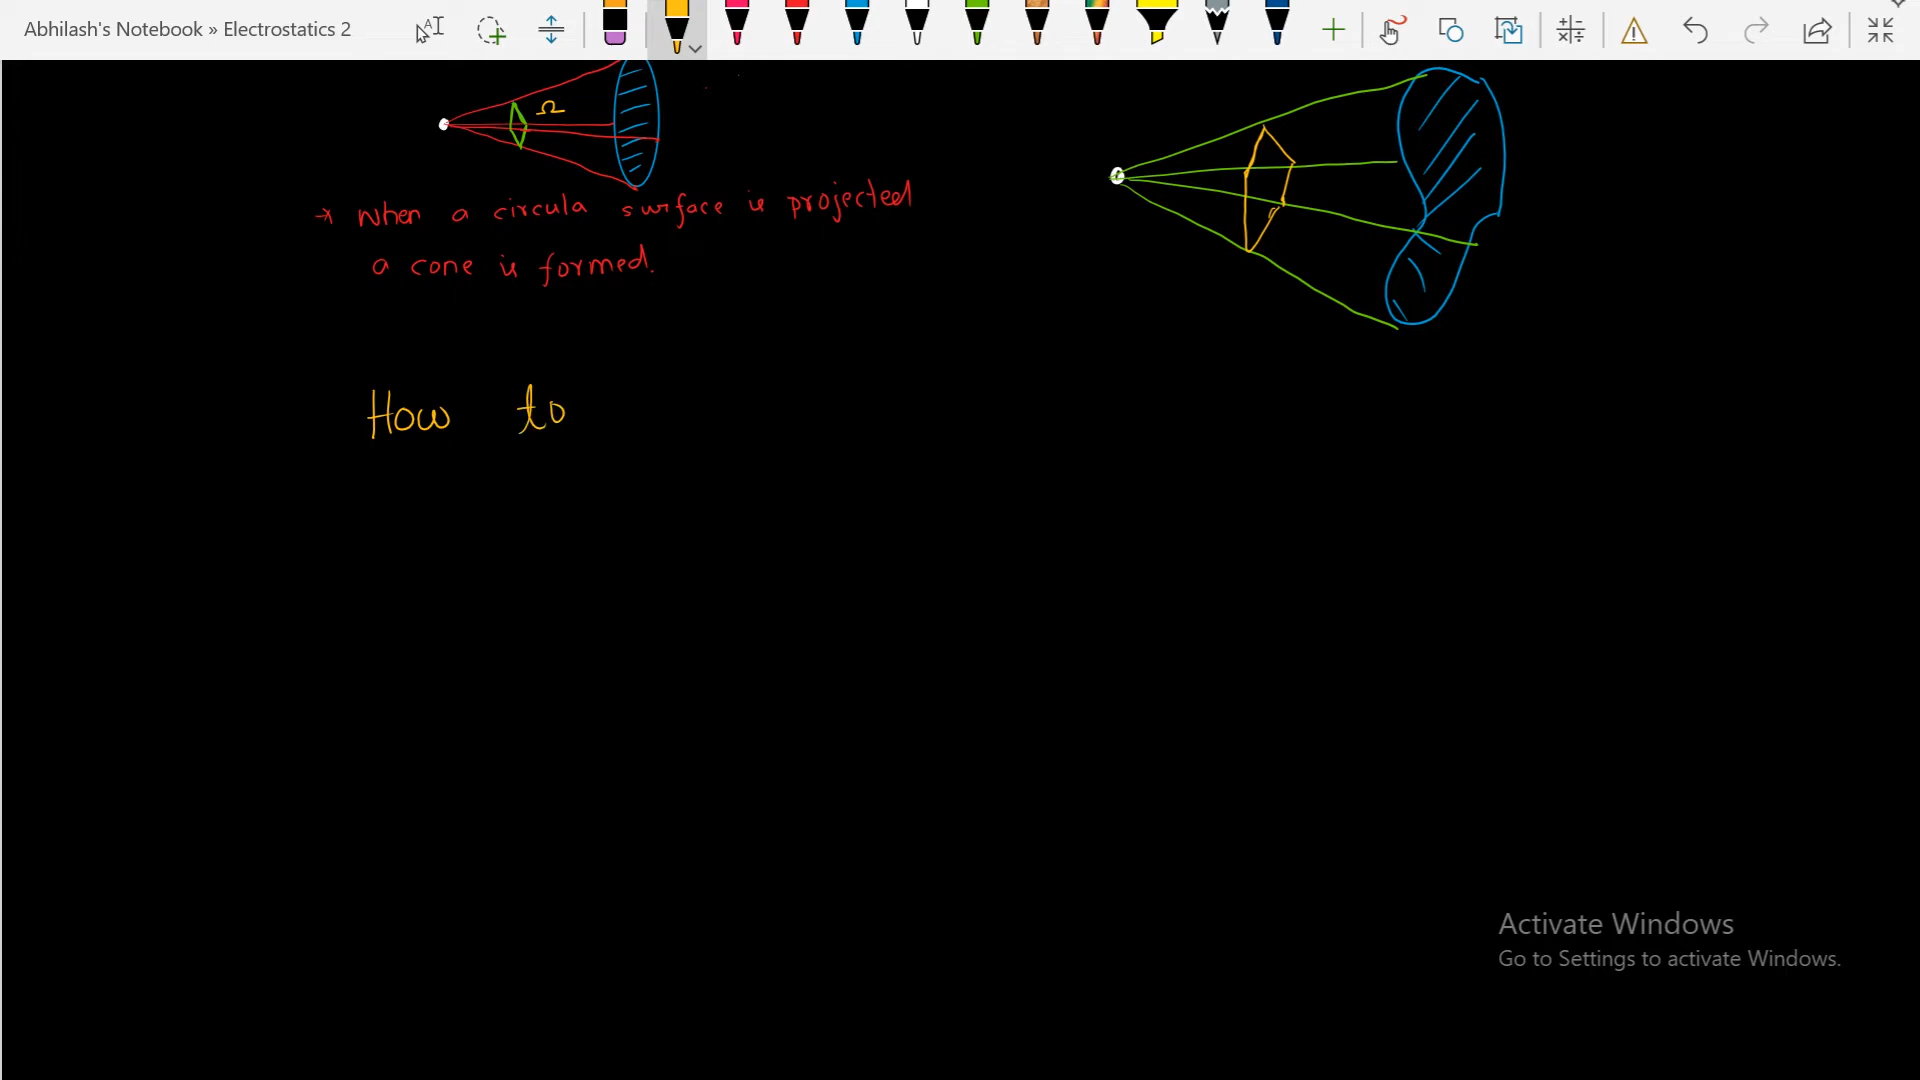 Abhilash's Notebook » Electrostatics 2
Ω
* When a circula surface is projected
a cone is formed.
How to
Activate Windows
Go to Settings to activate Windows.